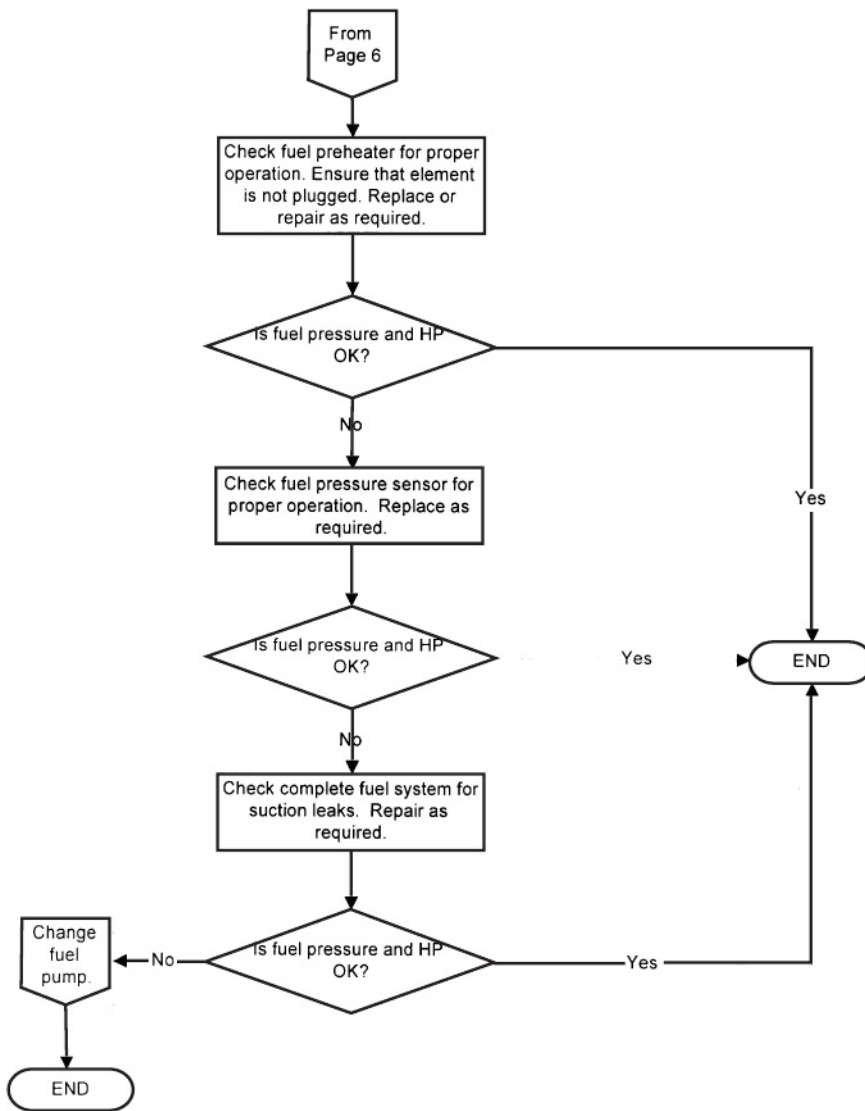 From
Page 6
Check fuel preheater for proper
operation. Ensure that element
is not plugged. Replace or
repair as required.
Is fuel pressure and HP
OK?
No
Yes
Check fuel pressure sensor for
proper operation.  Replace as
required.
Is fuel pressure and HP
OK?
Yes
END
No
Check complete fuel system for
suction leaks.  Repair as
required.
Is fuel pressure and HP
OK?
No
Yes
Change
fuel
pump.
END